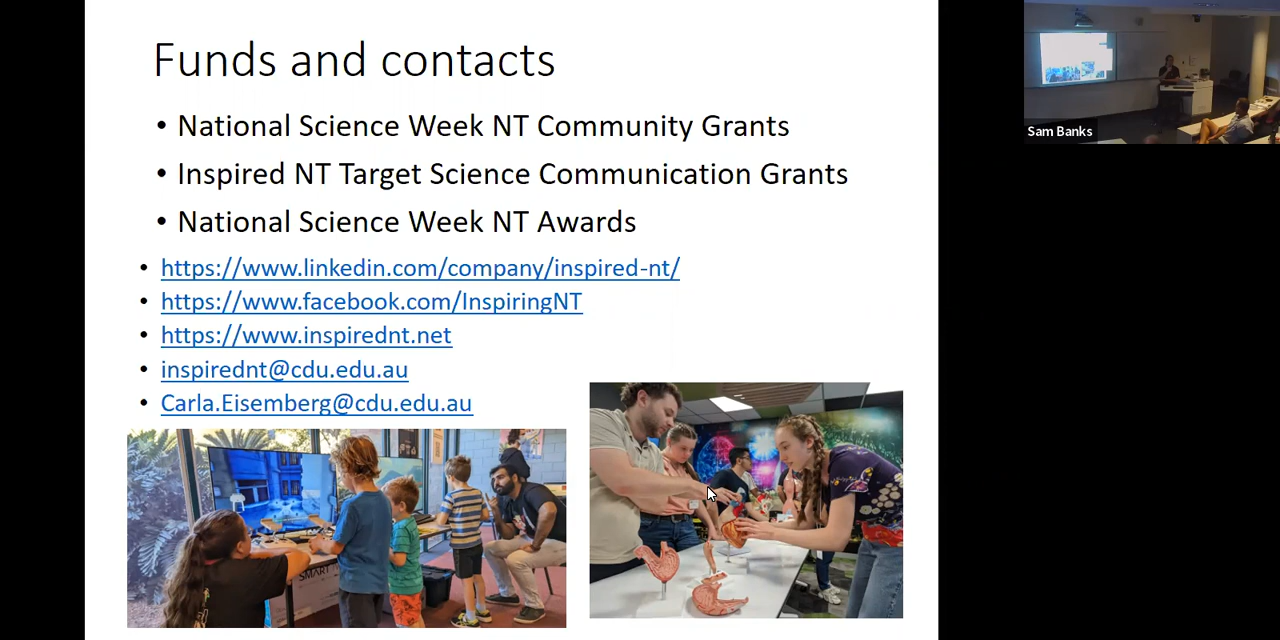 Funds and contacts
• National Science Week NT Community Grants
• Inspired NT Target Science Communication Grants
• National Science Week NT Awards
• https://www.linkedin.com/company/inspired-nt/
• https://www.facebook.com/InspiringNT
• https://www.inspirednt.net
• inspirednt@cdu.edu.au
• Carla.Eisemberg@cdu.edu.au
SMART
Sam Banks